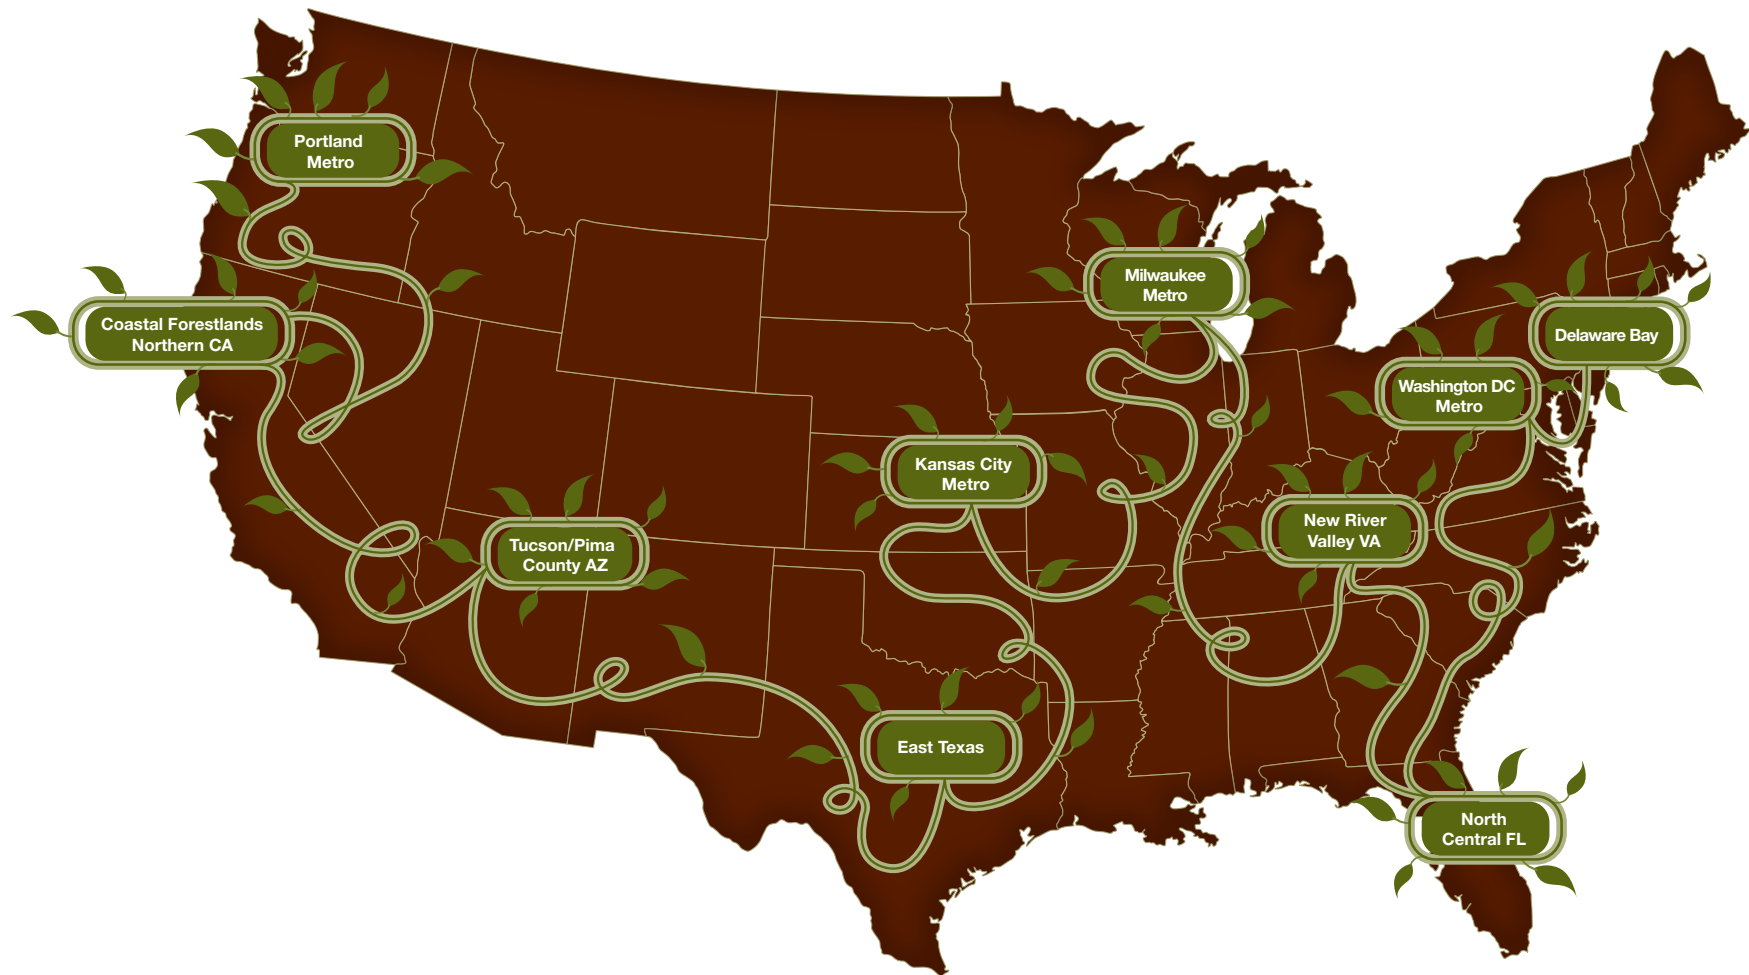 Portland
Metro
Milwaukee
Metro
Coastal Forestlands
Northern CA
Delaware Bay
Washington DC
Metro
Kansas City
Metro
New River
Valley VA
Tucson/Pima
County AZ
East Texas
North
Central FL